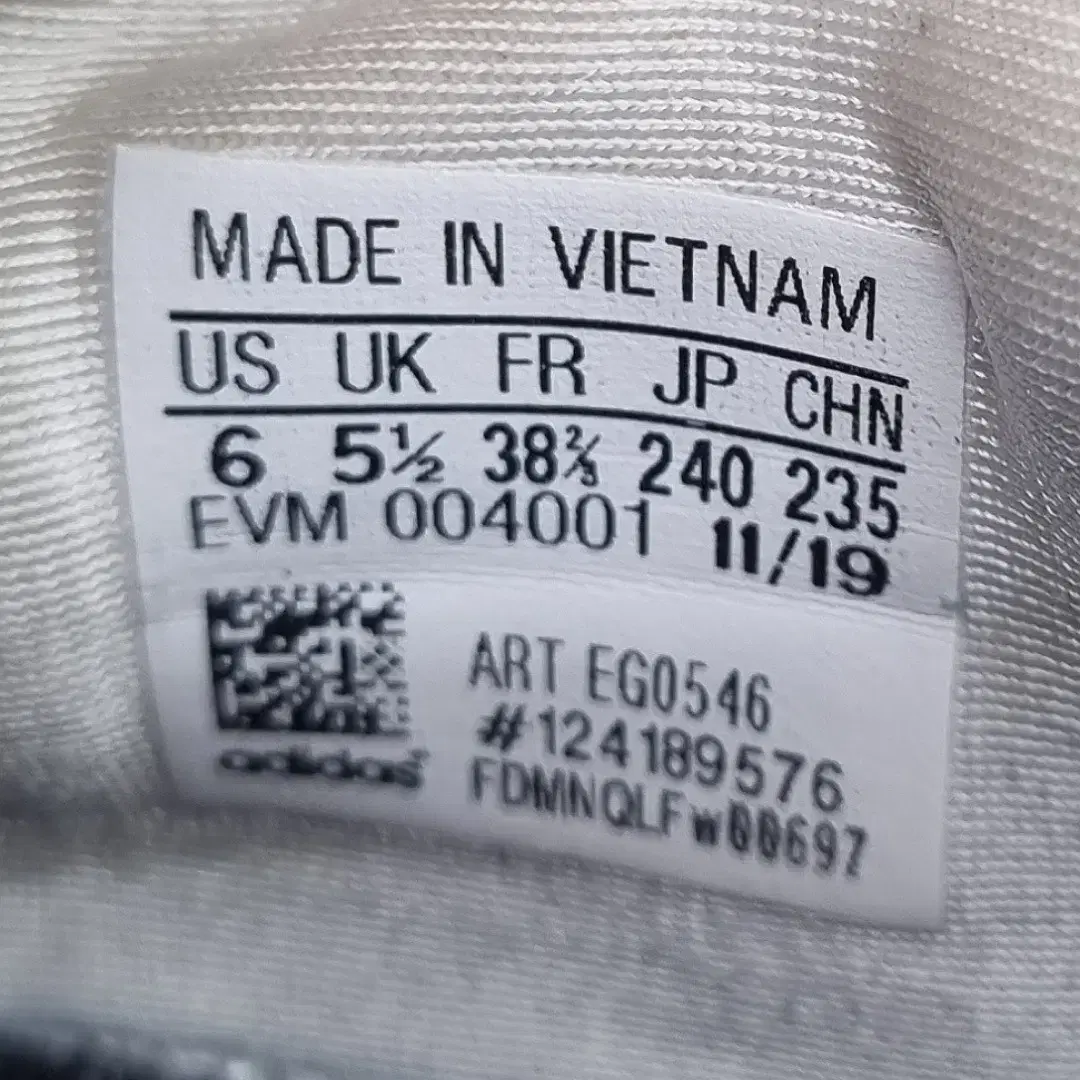 MADE IN VIETNAM
US UK FR JP CHN
6 5½ 38⅔ 240 235
EVM 004001 11/19
ART EG0546
#124189576
FDMNQLFw00697
adidas